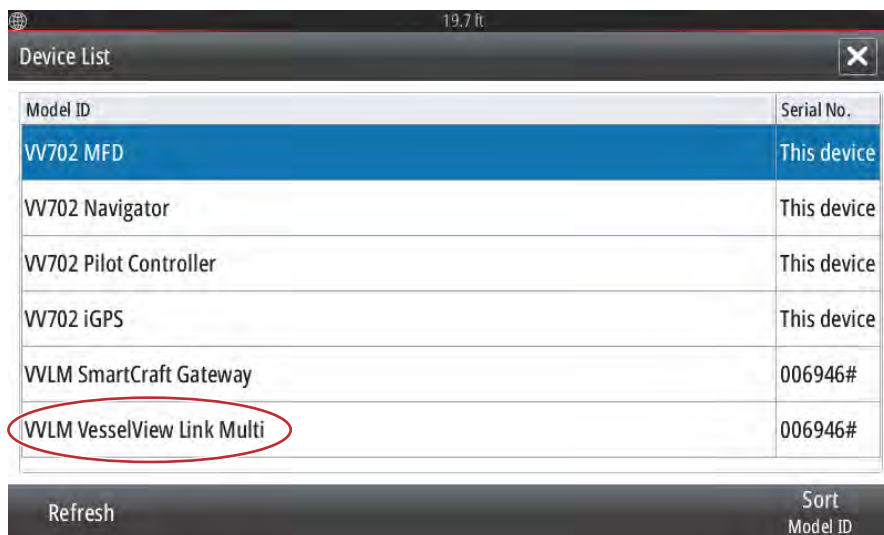 19.7 ft
Device List
Model ID Serial No.
VV702 MFD This device
VV702 Navigator This device
VV702 Pilot Controller This device
VV702 iGPS This device
VVLM SmartCraft Gateway 006946#
VVLM VesselView Link Multi 006946#
Refresh Sort
Model ID